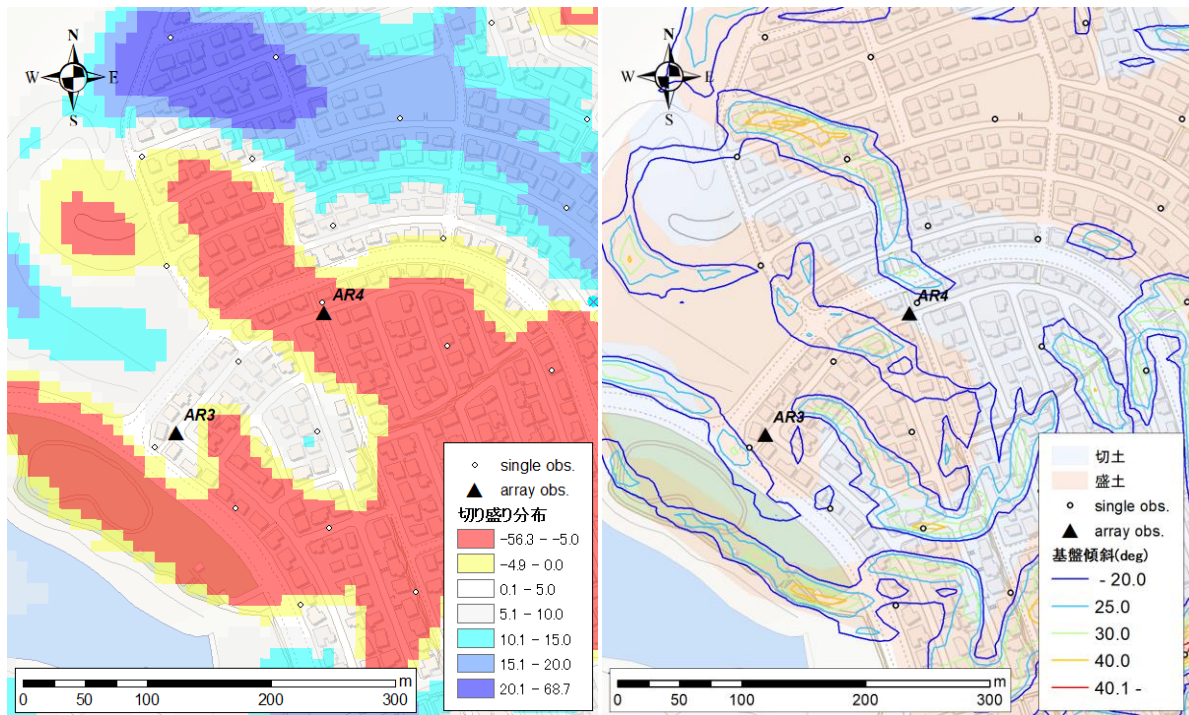 N
W
E
S
AR4
AR3
single obs.
array obs.
切り盛り分布
−56.3 − −5.0
−4.9 − 0.0
0.1 − 5.0
5.1 − 10.0
10.1 − 15.0
15.1 − 20.0
20.1 − 68.7
m
0 50 100 200 300
N
W
E
S
AR4
AR3
切土
盛土
single obs.
array obs.
基盤傾斜(deg)
- 20.0
25.0
30.0
40.0
40.1 -
m
0 50 100 200 300